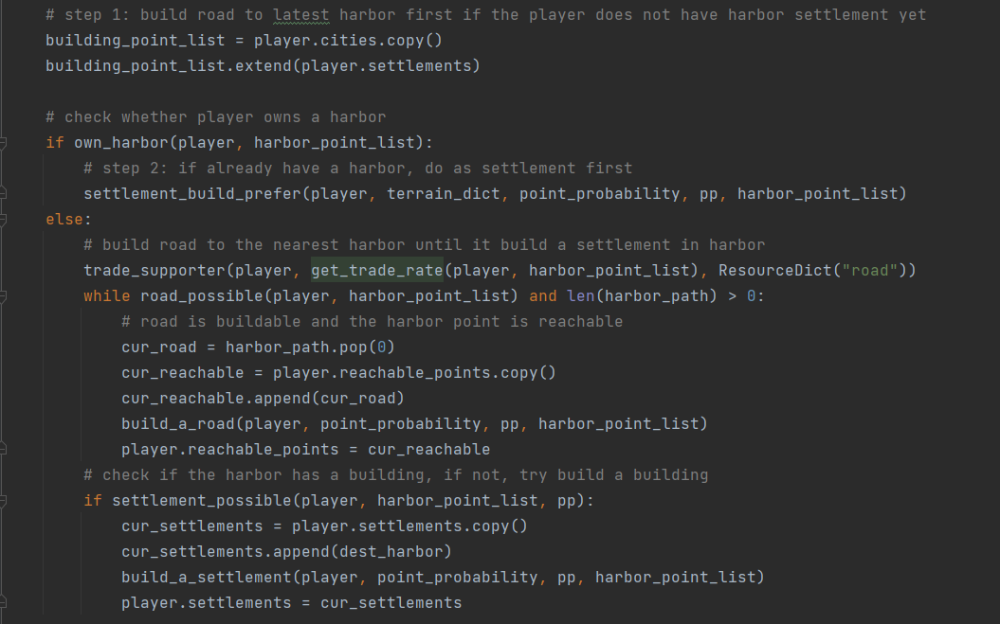 # step 1: build road to latest harbor first if the player does not have harbor settlement yet
building_point_list = player.cities.copy()
building_point_list.extend(player.settlements)
# check whether player owns a harbor
if own_harbor(player, harbor_point_list):
# step 2: if already have a harbor, do as settlement first
settlement_build_prefer(player, terrain_dict, point_probability, pp, harbor_point_list)
else:
# build road to the nearest harbor until it build a settlement in harbor
trade_supporter(player, get_trade_rate(player, harbor_point_list), ResourceDict("road"))
while road_possible(player, harbor_point_list) and len(harbor_path) > 0:
# road is buildable and the harbor point is reachable
cur_road = harbor_path.pop(0)
cur_reachable = player.reachable_points.copy()
cur_reachable.append(cur_road)
build_a_road(player, point_probability, pp, harbor_point_list)
player.reachable_points = cur_reachable
# check if the harbor has a building, if not, try build a building
if settlement_possible(player, harbor_point_list, pp):
cur_settlements = player.settlements.copy()
cur_settlements.append(dest_harbor)
build_a_settlement(player, point_probability, pp, harbor_point_list)
player.settlements = cur_settlements